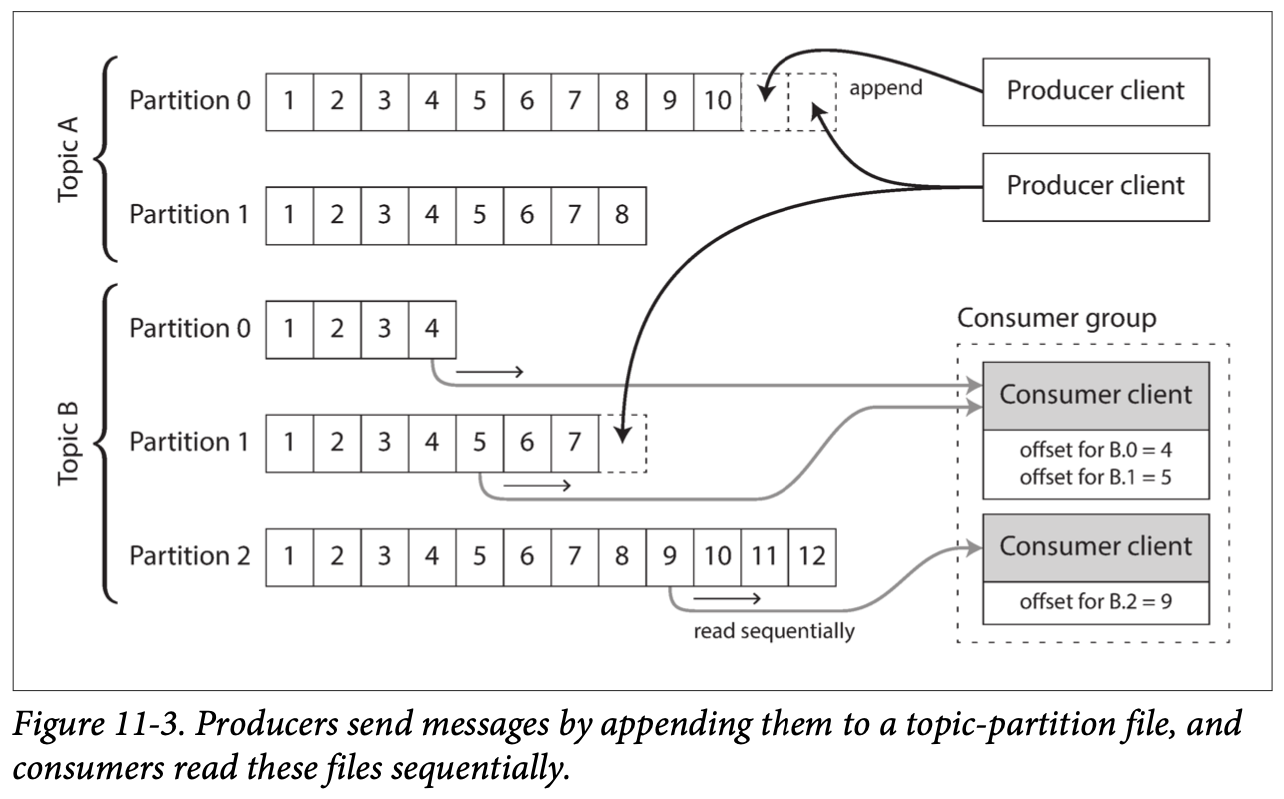 Topic A
Partition 0 1 2 3 4 5 6 7 8 9 10 append
Partition 1 1 2 3 4 5 6 7 8
Producer client
Producer client
Topic B
Partition 0 1 2 3 4
Partition 1 1 2 3 4 5 6 7
Partition 2 1 2 3 4 5 6 7 8 9 10 11 12
read sequentially
Consumer group
Consumer client
offset for B.0 = 4
offset for B.1 = 5
Consumer client
offset for B.2 = 9
Figure 11-3. Producers send messages by appending them to a topic-partition file, and
consumers read these files sequentially.